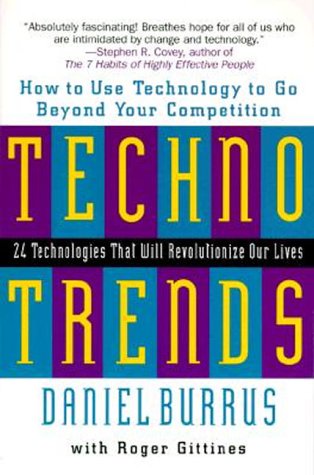 "Absolutely fascinating! Breathes hope for all of us who
are intimidated by change and technology."
—Stephen R. Covey, author of
The 7 Habits of Highly Effective People
How to Use Technology to Go
Beyond Your Competition
TECHNO
24 Technologies That Will Revolutionize Our Lives
TRENDS
DANIEL BURRUS
with Roger Gittines